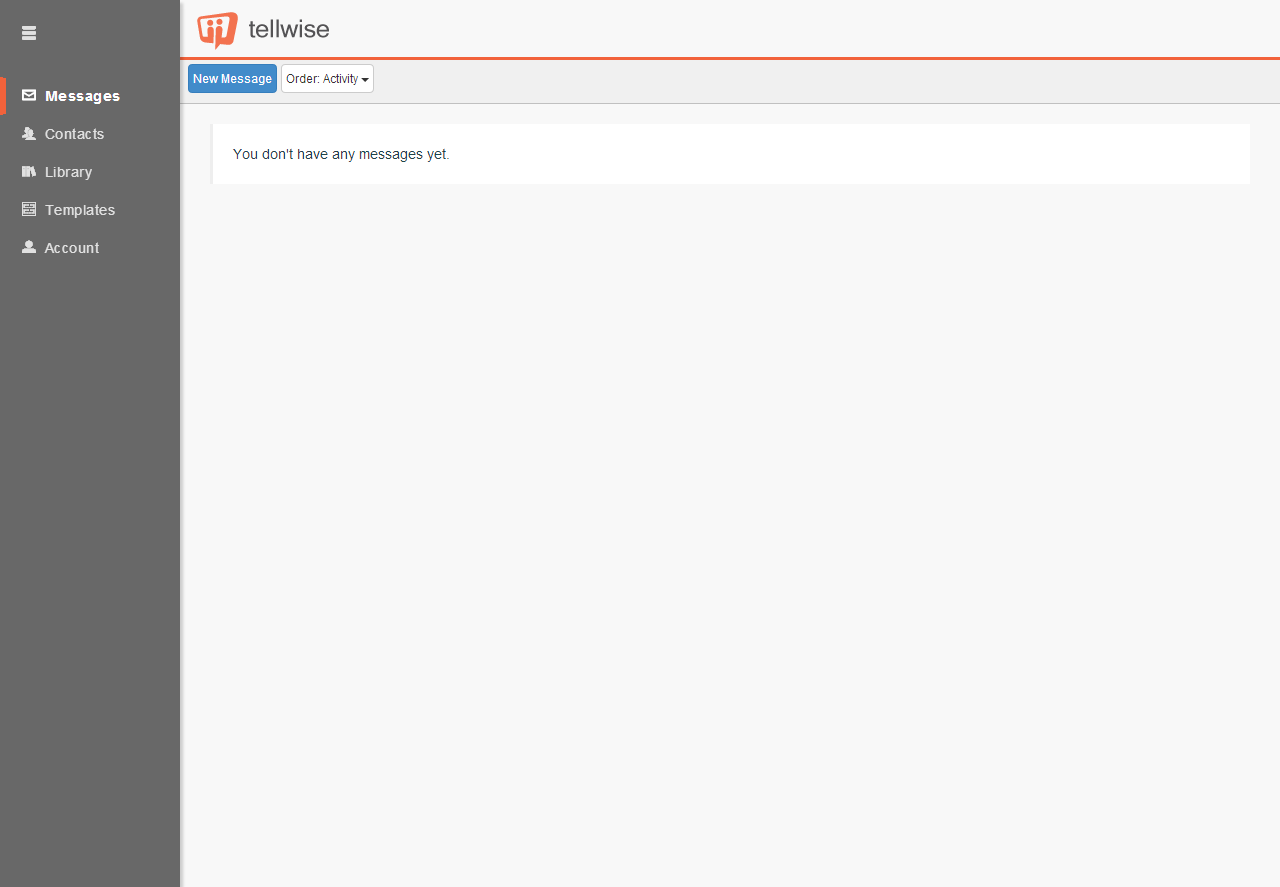 tellwise
New Message
Order: Activity
Messages
Contacts
Library
Templates
Account
You don't have any messages yet.